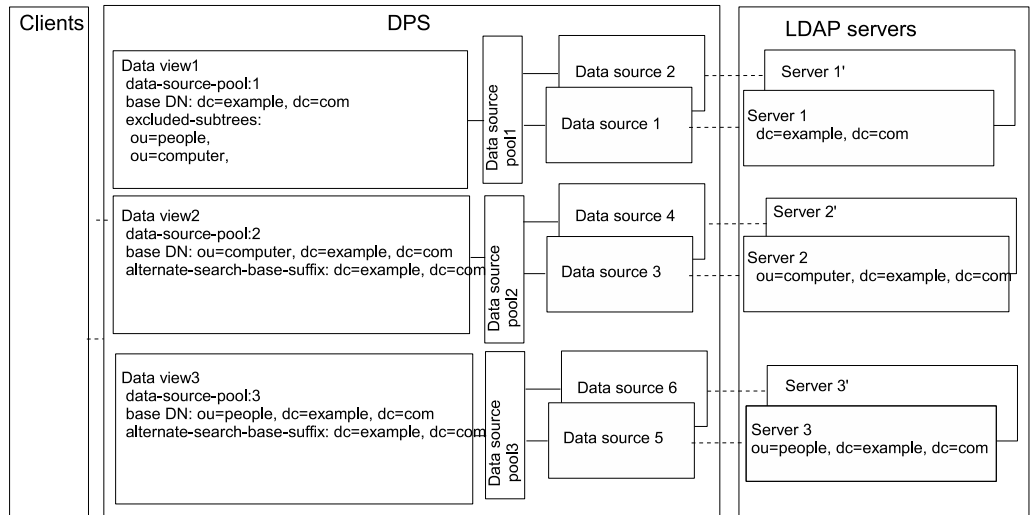 Clients
DPS
LDAP servers
Data view1
data-source-pool:1
base DN: dc=example, dc=com
excluded-subtrees:
ou=people,
ou=computer,
Data source
pool1
Data source 2
Data source 1
Server 1'
Server 1
dc=example, dc=com
Data view2
data-source-pool:2
base DN: ou=computer, dc=example, dc=com
alternate-search-base-suffix: dc=example, dc=com
Data source
pool2
Data source 4
Data source 3
Server 2'
Server 2
ou=computer, dc=example, dc=com
Data view3
data-source-pool:3
base DN: ou=people, dc=example, dc=com
alternate-search-base-suffix: dc=example, dc=com
Data source
pool3
Data source 6
Data source 5
Server 3'
Server 3
ou=people, dc=example, dc=com